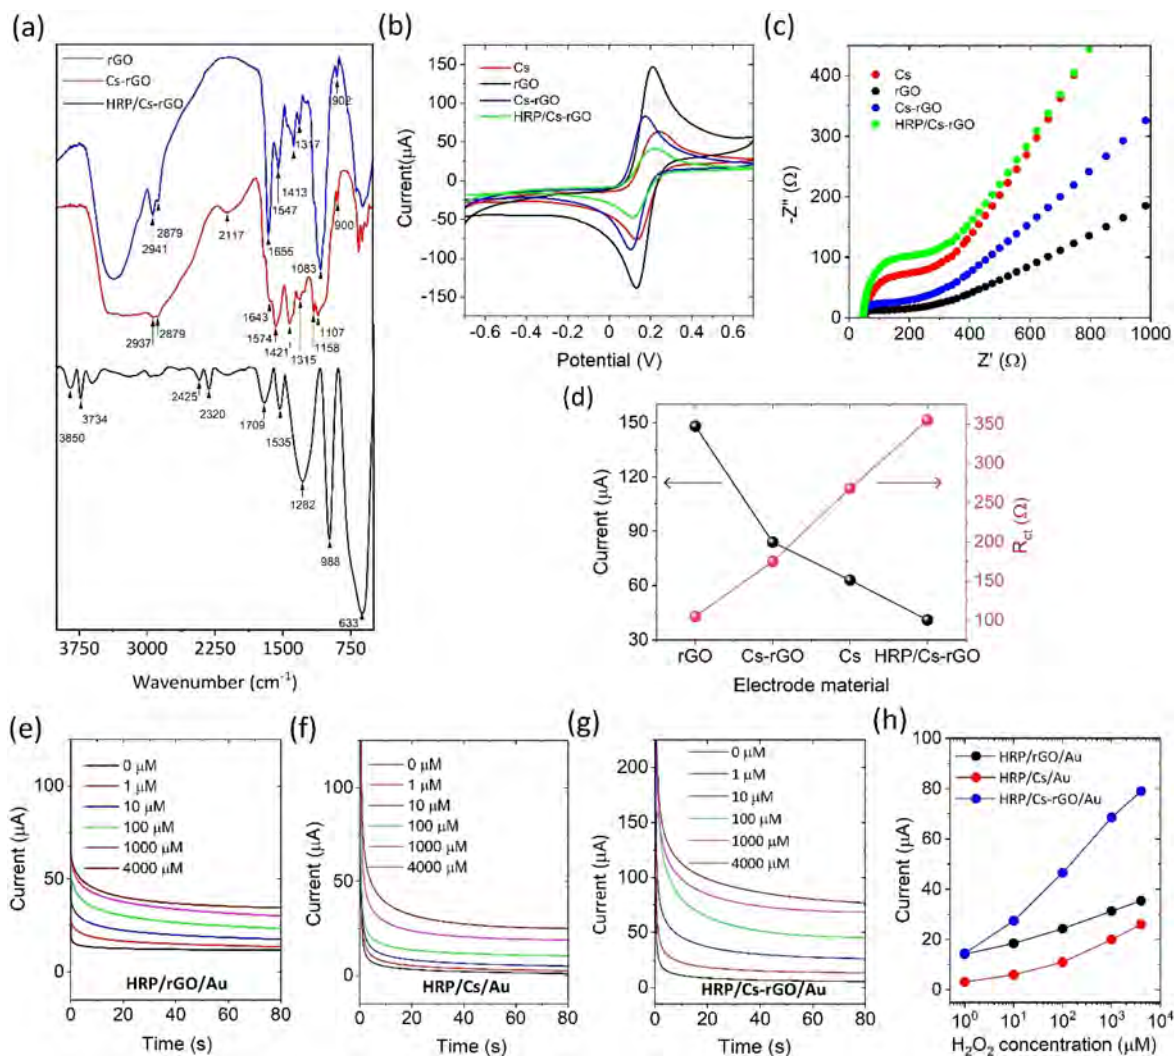 (a)
rGO
Cs-rGO
HRP/Cs-rGO
902
1317
1413
1547
2879
2941
1655
2117
900
1083
1643
1107
1574
1158
2937
2879
1421
1315
2425
3734
2320
3850
1709
1535
1282
988
633
3750 3000 2250 1500 750
Wavenumber (cm⁻¹)
(b)
150
100
50
0
-50
-100
-150
Current(μA)
Cs
rGO
Cs-rGO
HRP/Cs-rGO
-0.6 -0.4 -0.2 0.0 0.2 0.4 0.6
Potential (V)
(c)
400
300
200
100
0
-Z" (Ω)
Cs
rGO
Cs-rGO
HRP/Cs-rGO
0 200 400 600 800 1000
Z' (Ω)
(d)
150
120
90
60
30
Current (μA)
350
300
250
200
150
100
R_ct (Ω)
rGO Cs-rGO Cs HRP/Cs-rGO
Electrode material
(e)
100
50
0
Current (μA)
0 μM
1 μM
10 μM
100 μM
1000 μM
4000 μM
HRP/rGO/Au
0 20 40 60 80
Time (s)
(f)
100
50
0
Current (μA)
0 μM
1 μM
10 μM
100 μM
1000 μM
4000 μM
HRP/Cs/Au
0 20 40 60 80
Time (s)
(g)
200
150
100
50
0
Current (μA)
0 μM
1 μM
10 μM
100 μM
1000 μM
4000 μM
HRP/Cs-rGO/Au
0 20 40 60 80
Time (s)
(h)
100
80
60
40
20
0
Current (μA)
HRP/rGO/Au
HRP/Cs/Au
HRP/Cs-rGO/Au
10⁰ 10¹ 10² 10³ 10⁴
H₂O₂ concentration (μM)